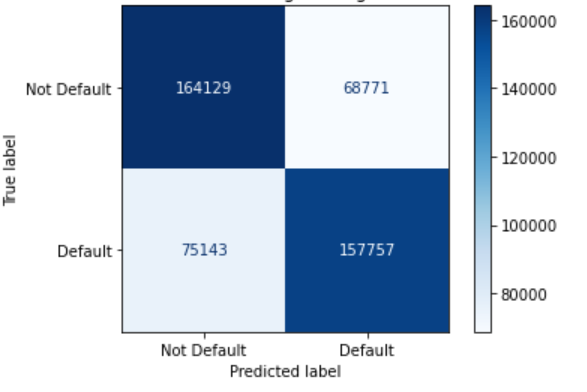 Not Default
164129
68771
Default
75143
157757
Not Default
Default
Predicted label
True label
160000
140000
120000
100000
80000